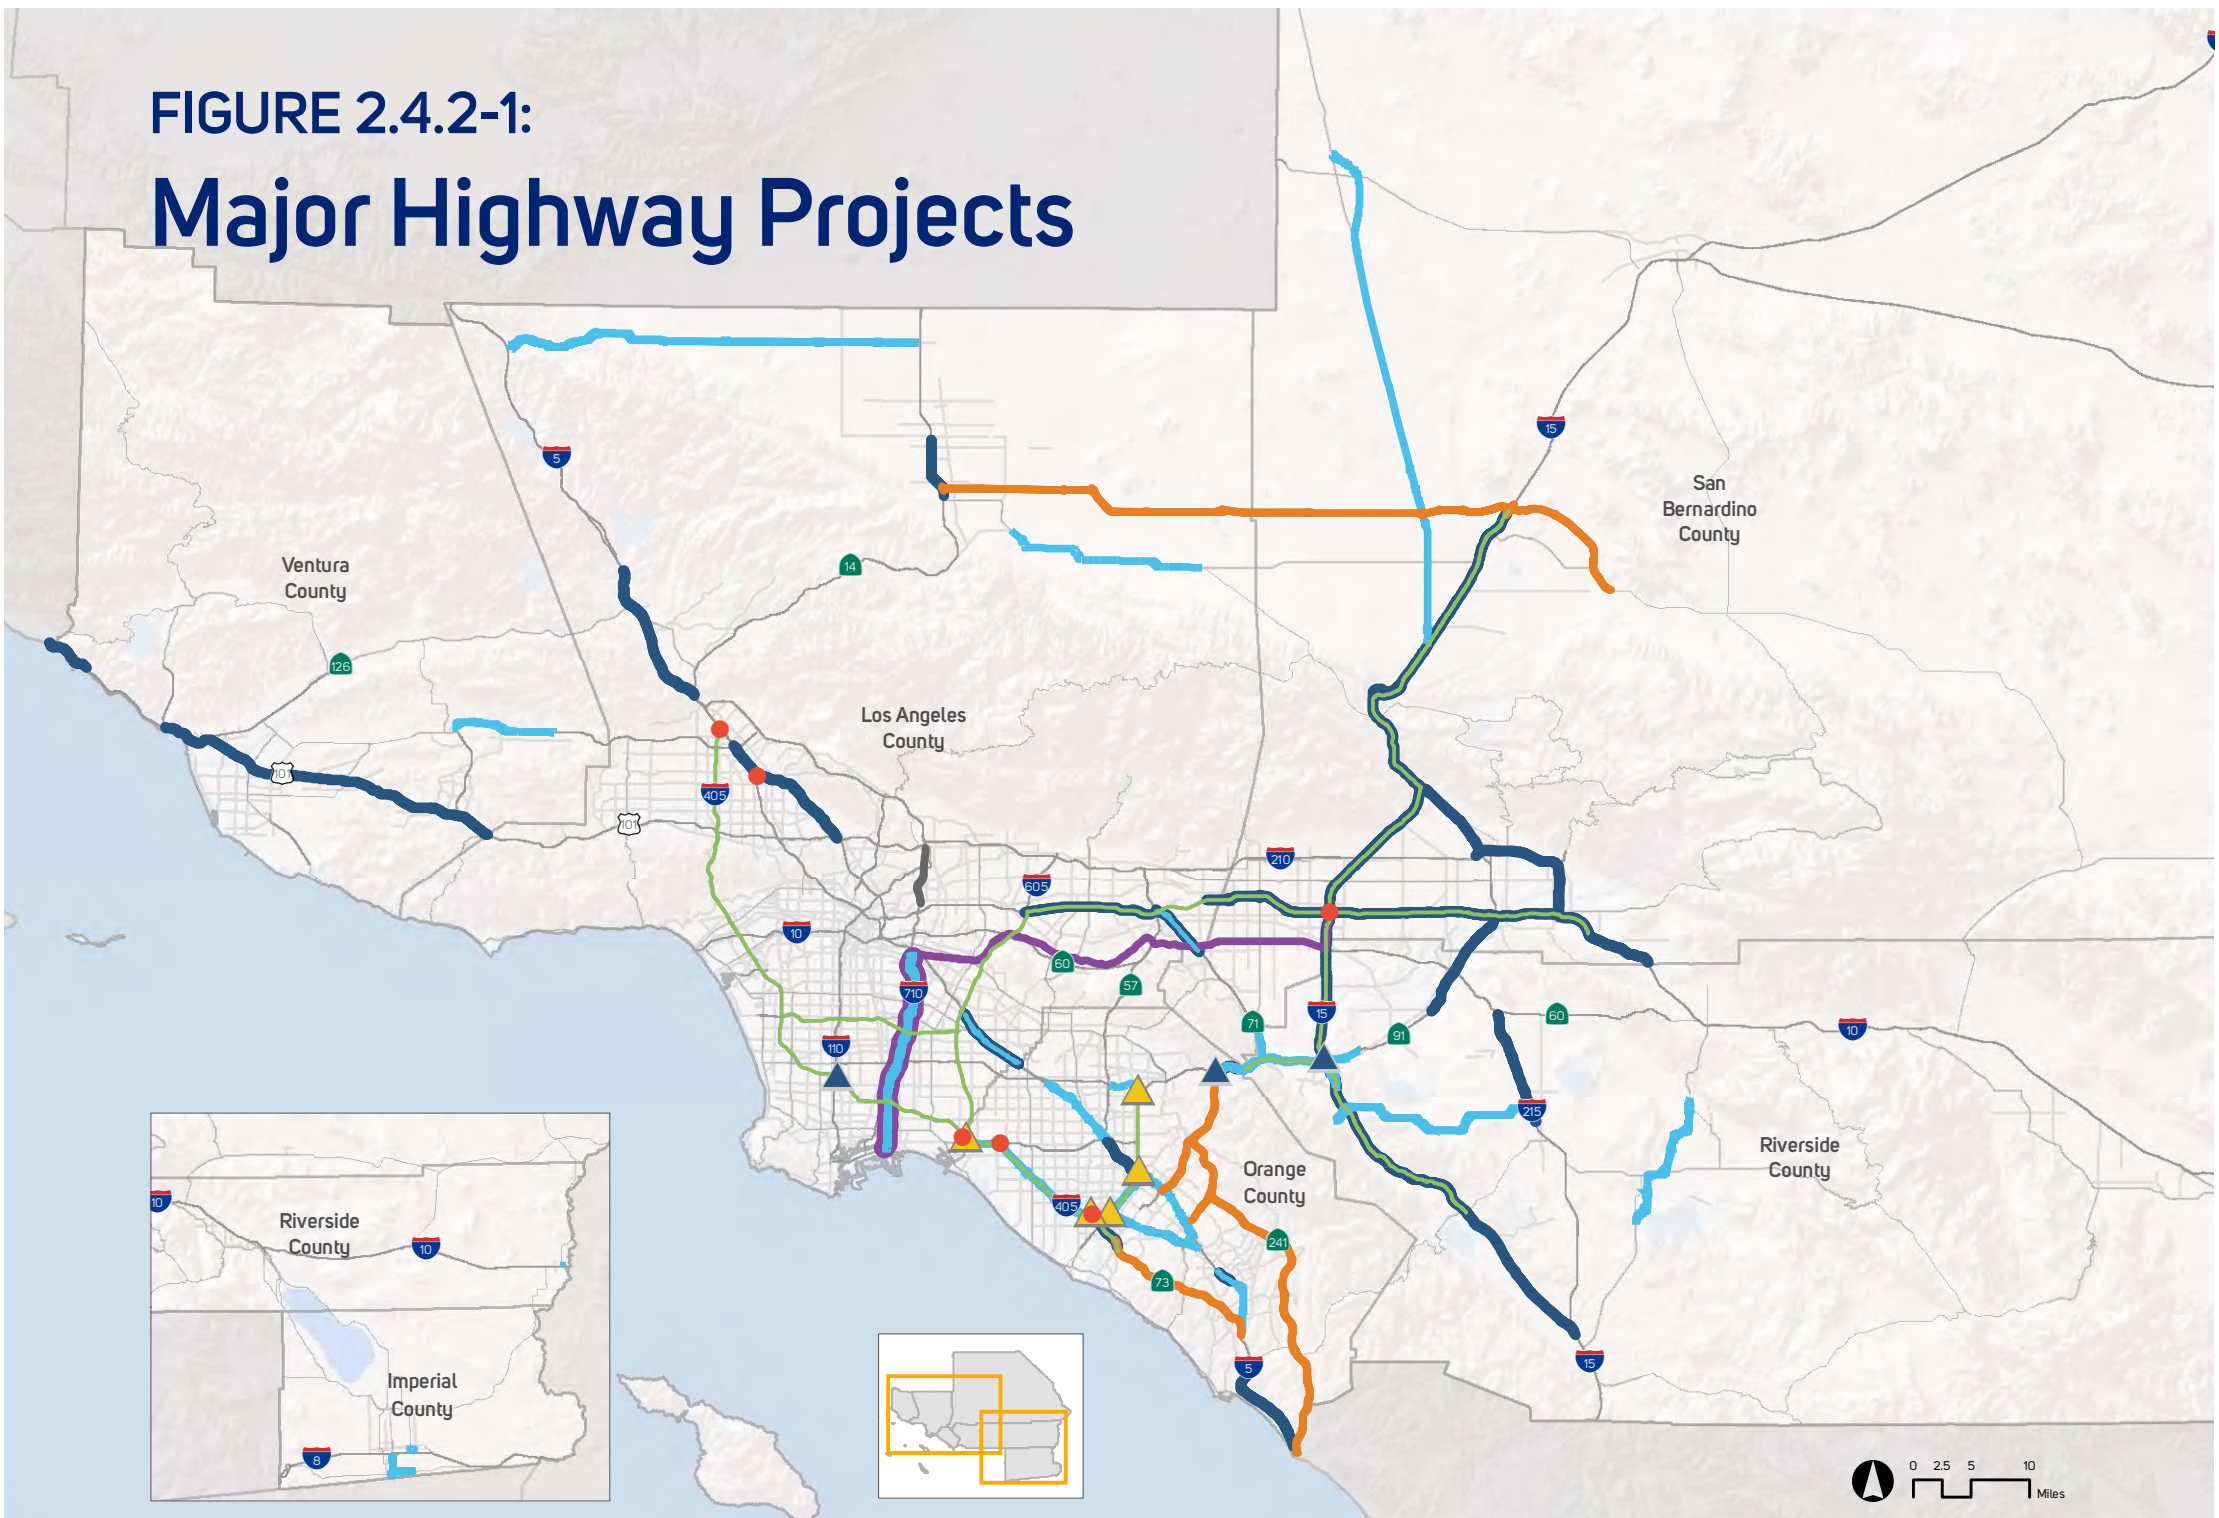 FIGURE 2.4.2-1:
Major Highway Projects
15
5
San
Bernardino
County
Ventura
County
14
126
Los Angeles
County
101
405
101
210
605
10
60
57
710
15
71
91
60
10
110
215
Riverside
County
Orange
County
405
241
73
5
15
10
Riverside
County
10
Imperial
County
8
0 2.5 5 10
Miles